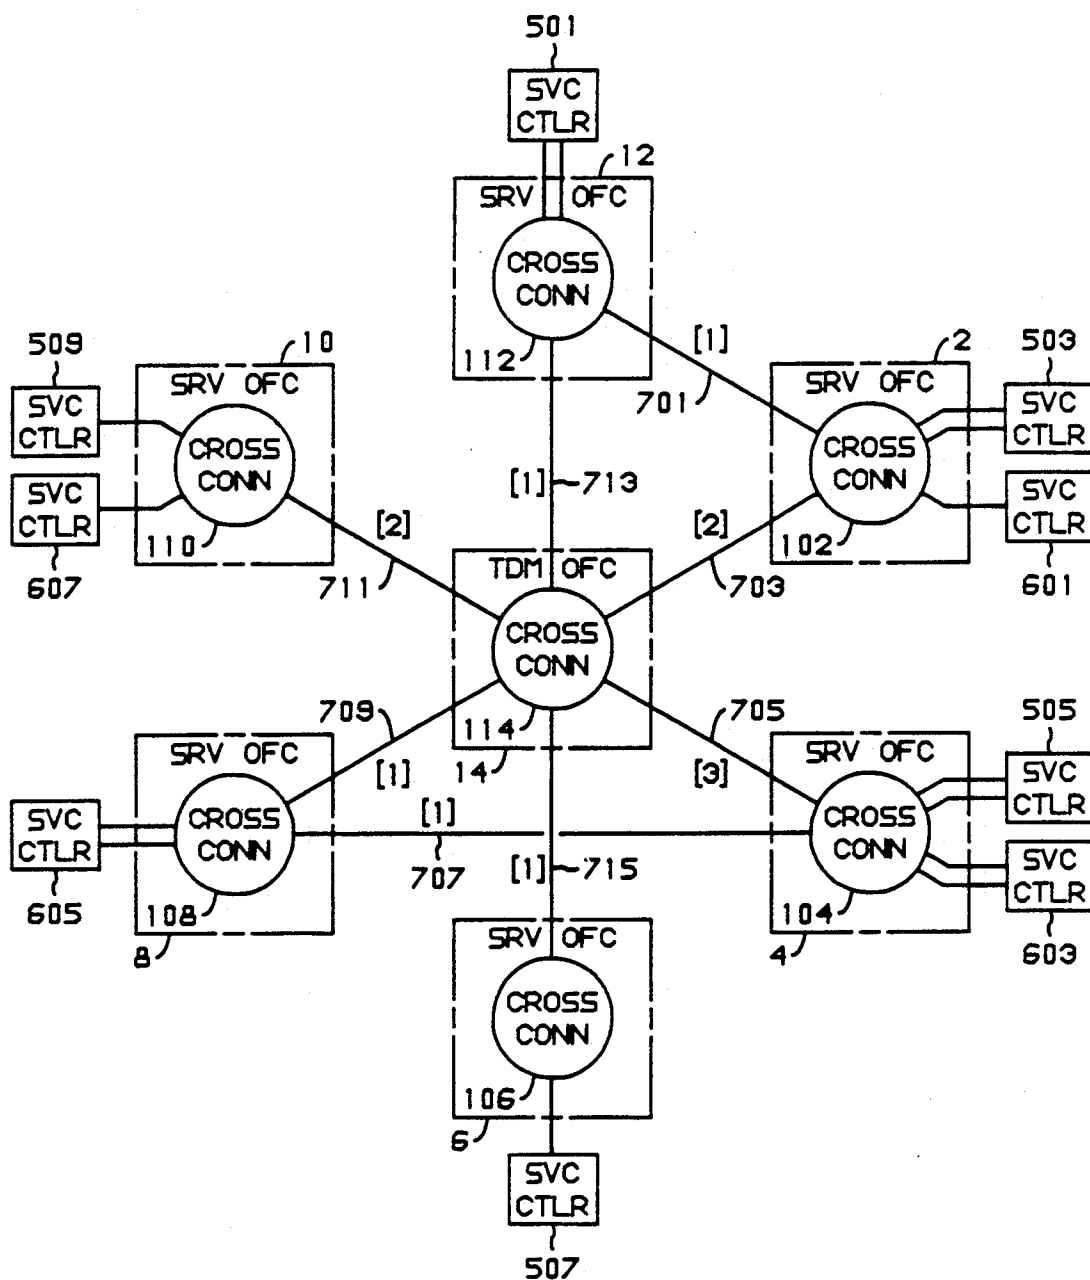 501
SVC
CTLR
12
SRV OFC
CROSS
CONN
112
[1]
701
509
10
2
503
SRV OFC
SRV OFC
SVC
CTLR
SVC
CTLR
CROSS
CONN
CROSS
CONN
[1]
713
SVC
CTLR
SVC
CTLR
110
[2]
[2]
102
607
711
TDM OFC
703
601
CROSS
CONN
709
114
705
505
SRV OFC
[1]
14
[3]
SRV OFC
SVC
CTLR
SVC
CTLR
CROSS
CONN
[1]
CROSS
CONN
707
[1]
715
SVC
CTLR
605
108
104
8
SRV OFC
4
603
CROSS
CONN
106
6
SVC
CTLR
507